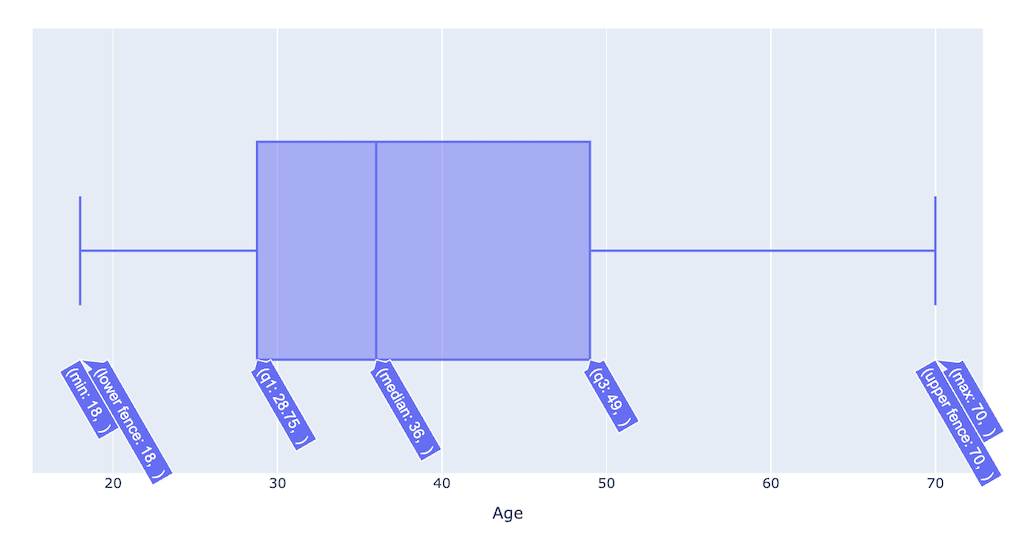 (min: 18,  )
(lower fence: 18,  )
(q1: 28.75,  )
(median: 36,  )
(q3: 49,  )
(upper fence: 70,  )
(max: 70,  )
20
30
40
50
60
70
Age